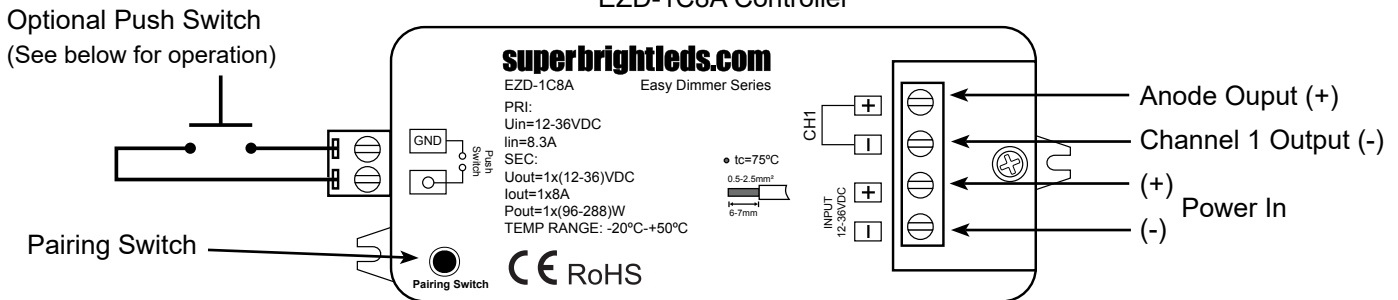 EZD-1C8A Controller
Optional Push Switch
(See below for operation)
Pairing Switch
GND
Push
Switch
Pairing Switch
superbrightleds.com
EZD-1C8A Easy Dimmer Series
PRI:
Uin=12-36VDC
Iin=8.3A
SEC:
Uout=1x(12-36)VDC
Iout=1x8A
Pout=1x(96-288)W
TEMP RANGE: -20ºC-+50ºC
CE RoHS
tc=75ºC
0.5-2.5mm²
6-7mm
CH1
+
−
INPUT
12-36VDC
+
−
Anode Ouput (+)
Channel 1 Output (-)
(+)
Power In
(-)